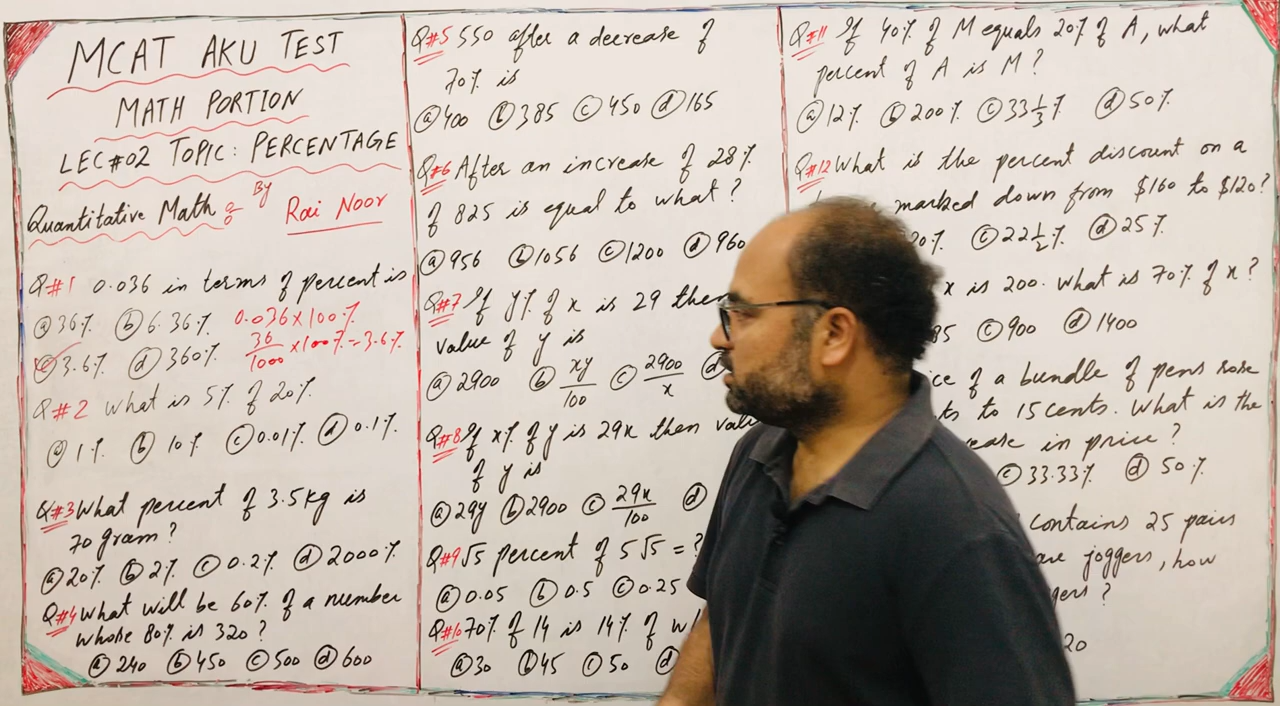 MCAT AKU TEST
MATH PORTION
LEC#02 TOPIC: PERCENTAGE
Quantitative Math of By Rai Noor
Q#1 0.036 in terms of percent is
ⓐ 36% ⓑ 6.36% 0.036×100%
ⓒ 3.6% ⓓ 360% 36/1000 ×100% = 3.6%
Q#2 What is 5% of 20%.
ⓐ 1% ⓑ 10% ⓒ 0.01% ⓓ 0.1%
Q#3 What percent of 3.5kg is
70 gram?
ⓐ 20% ⓑ 2% ⓒ 0.2% ⓓ 2000%
Q#4 What will be 60% of a number
whose 80% is 320?
ⓐ 240 ⓑ 450 ⓒ 500 ⓓ 600
Q#5 550 after a decrease of
70% is
ⓐ 400 ⓑ 385 ⓒ 450 ⓓ 165
Q#6 After an increase of 28%
of 825 is equal to what?
ⓐ 956 ⓑ 1056 ⓒ 1200 ⓓ 960
Q#7 If y% of x is 29 then
value of y is
ⓐ 2900 ⓑ xy/100 ⓒ 2900/x ⓓ
Q#8 If x% of y is 29x then
of y is
ⓐ 29y ⓑ 2900 ⓒ 29x/100 ⓓ
Q#9 √5 percent of 5√5 = ?
ⓐ 0.05 ⓑ 0.5 ⓒ 0.25
Q#10 70% of 14 is 14% of
ⓐ 30 ⓑ 45 ⓒ 50
Q#11 If 40% of M equals 20% of A, what
percent of A is M?
ⓐ 12% ⓑ 200% ⓒ 33 1/3% ⓓ 50%
Q#12 What is the percent discount on a
marked down from $160 to $120?
ⓒ 22 1/2% ⓓ 25%
x is 200. What is 70% of x?
ⓒ 900 ⓓ 1400
of a bundle of pens rose
to 15 cents. What is the
in price?
ⓒ 33.33% ⓓ 50%
contains 25 pairs
joggers, how